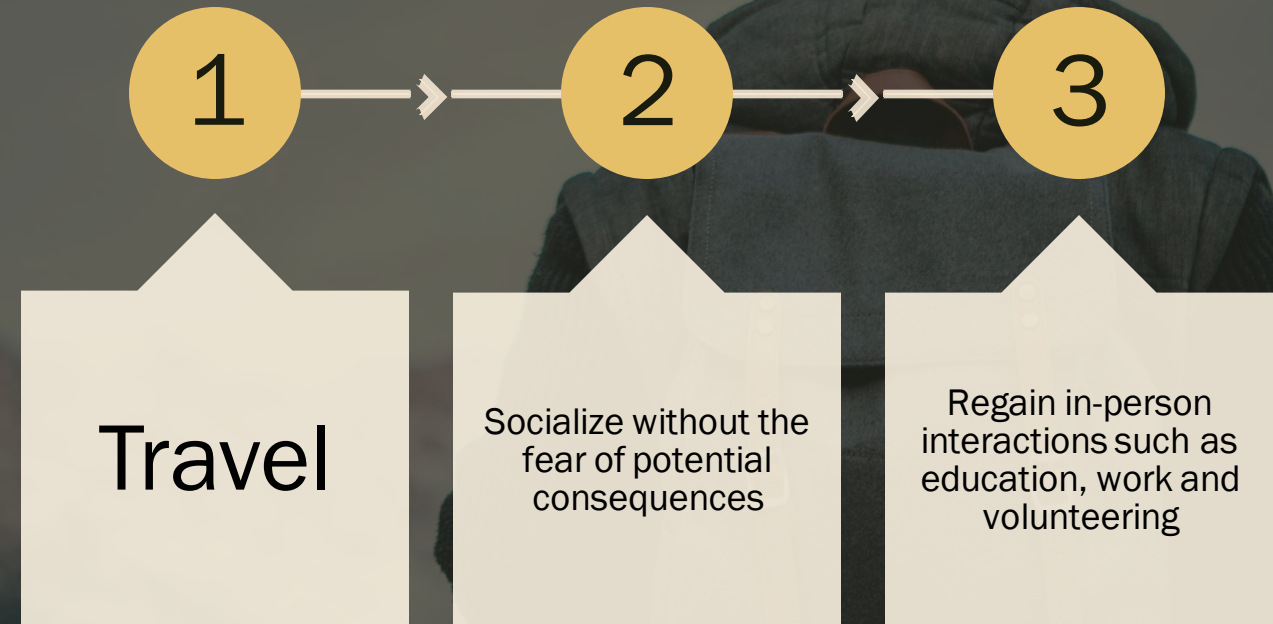 1
2
3
Travel
Socialize without the
fear of potential
consequences
Regain in-person
interactions such as
education, work and
volunteering